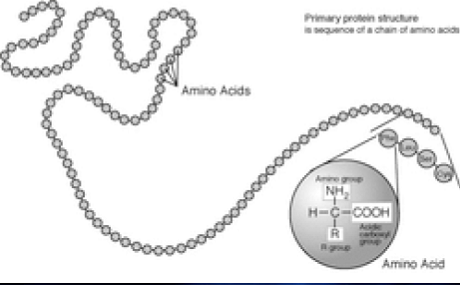 Primary protein structure
is sequence of a chain of amino acids
Amino Acids
Phe
Leu
Ser
Cys
Amino group
NH2
H C COOH
R
Acidic
carboxyl
group
R group
Amino Acid